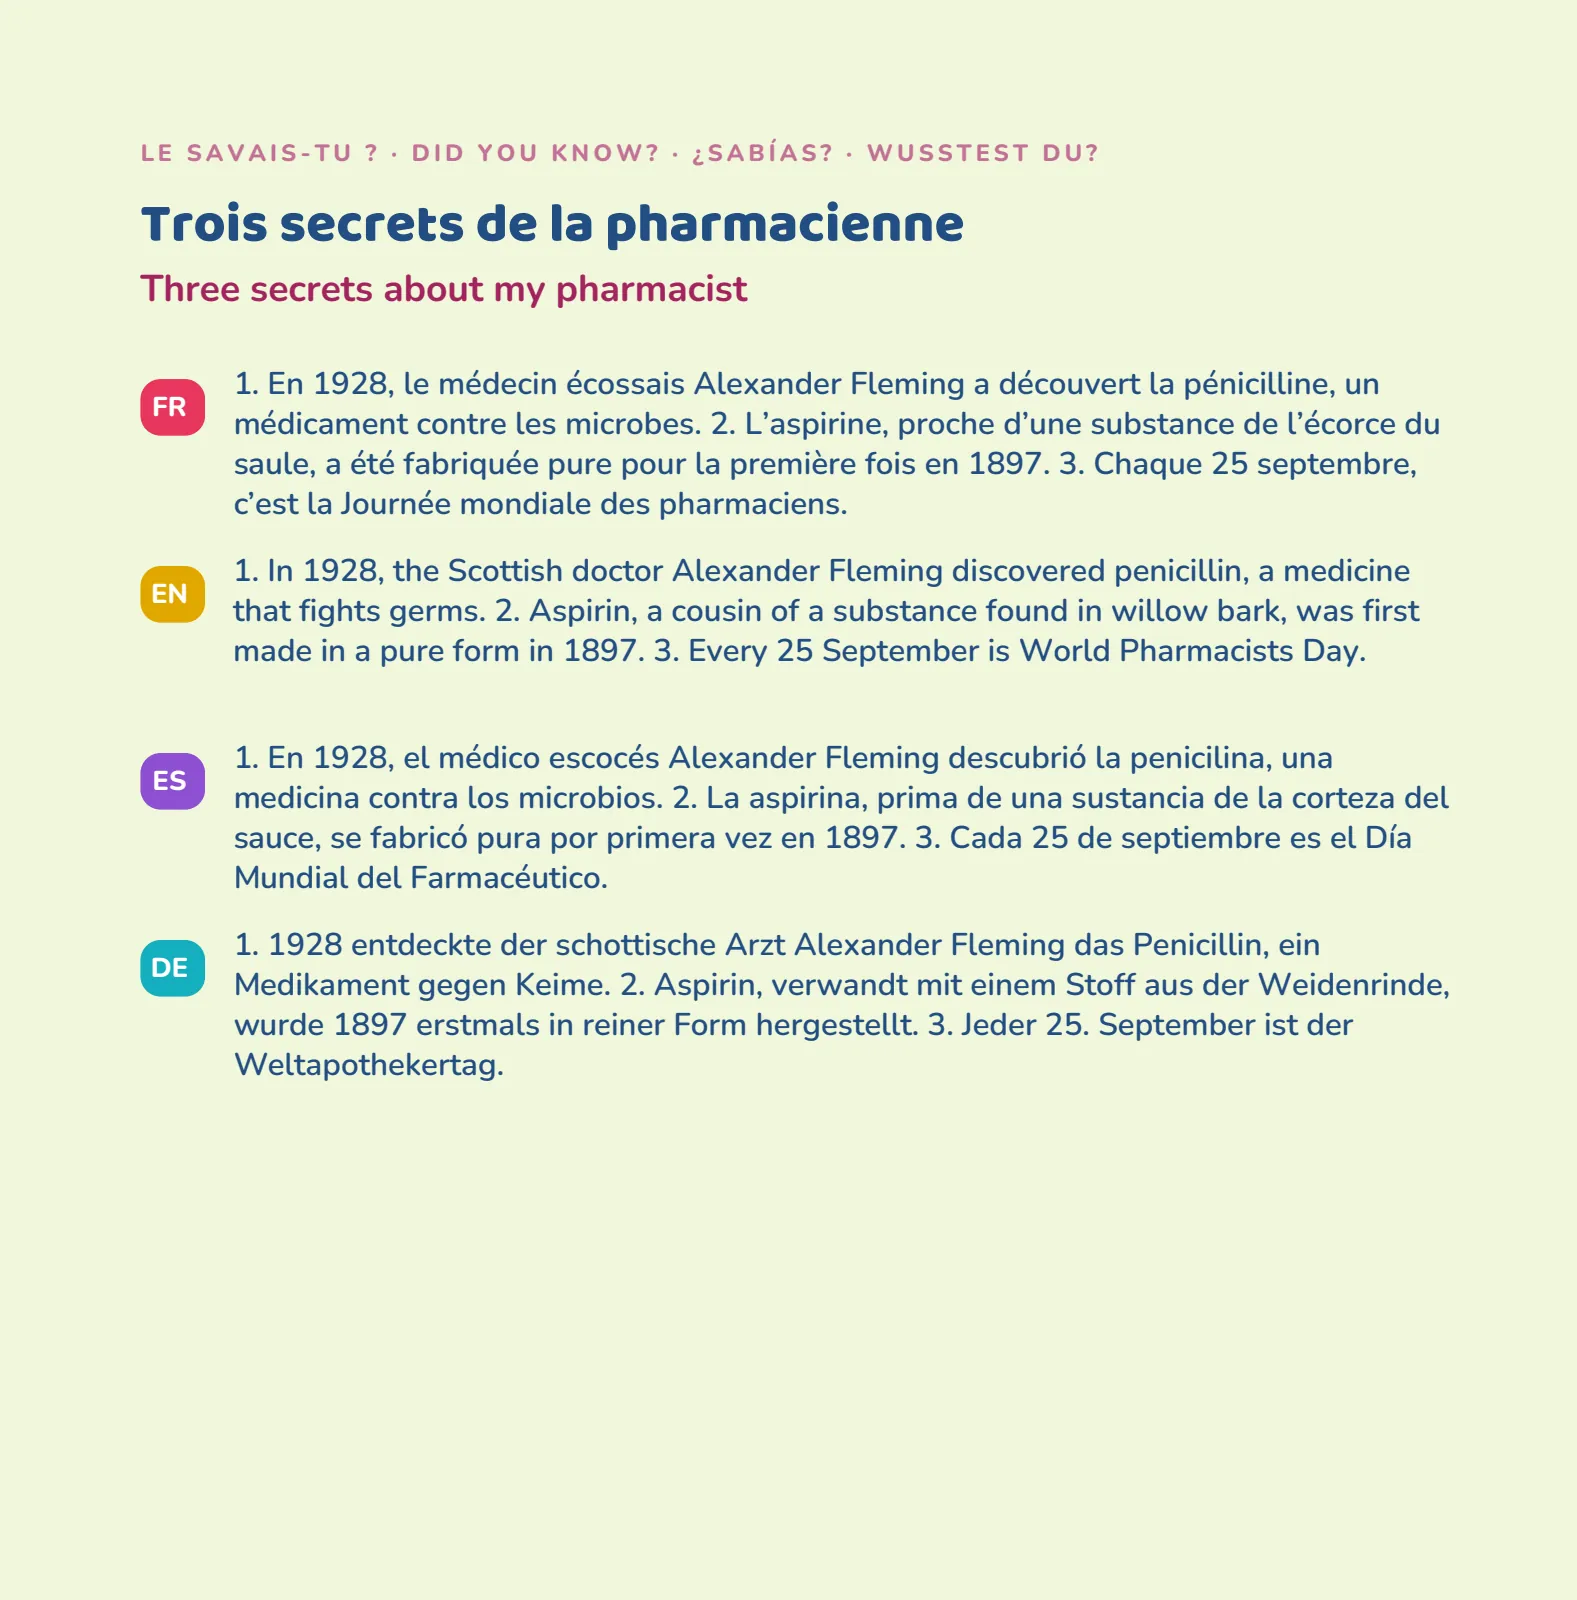 LE SAVAIS-TU ? · DID YOU KNOW? · ¿SABÍAS? · WUSSTEST DU?
Trois secrets de la pharmacienne
Three secrets about my pharmacist
FR
1. En 1928, le médecin écossais Alexander Fleming a découvert la pénicilline, un
médicament contre les microbes. 2. L’aspirine, proche d’une substance de l’écorce du
saule, a été fabriquée pure pour la première fois en 1897. 3. Chaque 25 septembre,
c’est la Journée mondiale des pharmaciens.
EN
1. In 1928, the Scottish doctor Alexander Fleming discovered penicillin, a medicine
that fights germs. 2. Aspirin, a cousin of a substance found in willow bark, was first
made in a pure form in 1897. 3. Every 25 September is World Pharmacists Day.
ES
1. En 1928, el médico escocés Alexander Fleming descubrió la penicilina, una
medicina contra los microbios. 2. La aspirina, prima de una sustancia de la corteza del
sauce, se fabricó pura por primera vez en 1897. 3. Cada 25 de septiembre es el Día
Mundial del Farmacéutico.
DE
1. 1928 entdeckte der schottische Arzt Alexander Fleming das Penicillin, ein
Medikament gegen Keime. 2. Aspirin, verwandt mit einem Stoff aus der Weidenrinde,
wurde 1897 erstmals in reiner Form hergestellt. 3. Jeder 25. September ist der
Weltapothekertag.